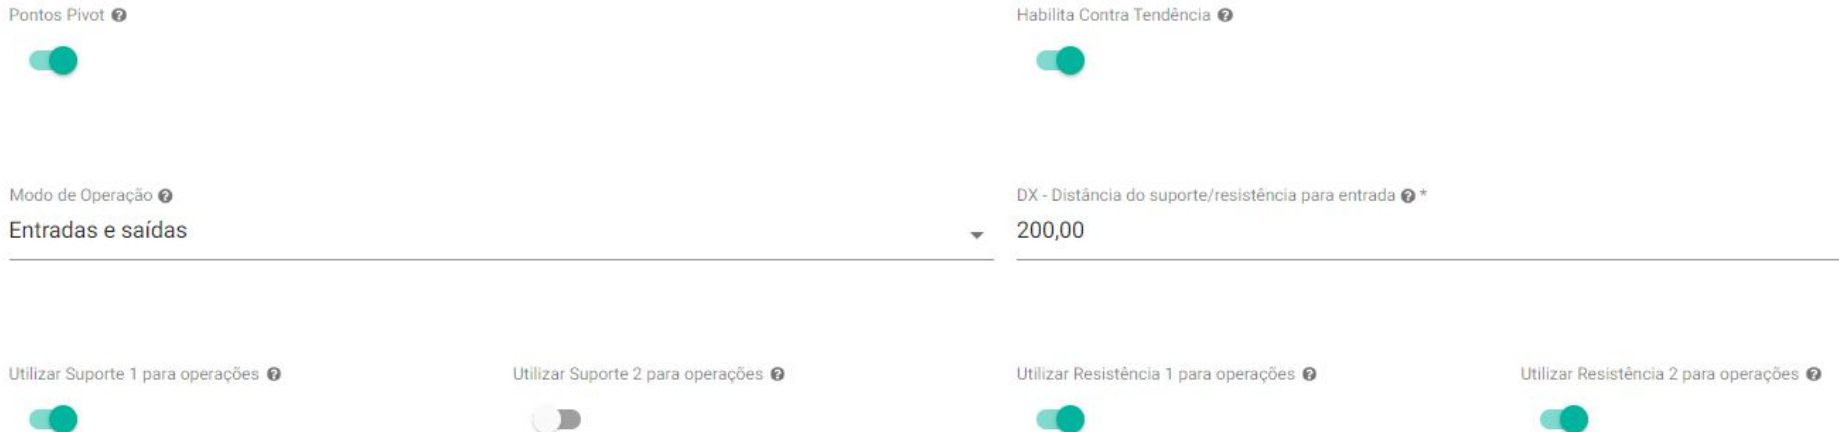 Pontos Pivot
Habilita Contra Tendência
Modo de Operação
Entradas e saídas
DX - Distância do suporte/resistência para entrada *
200,00
Utilizar Suporte 1 para operações
Utilizar Suporte 2 para operações
Utilizar Resistência 1 para operações
Utilizar Resistência 2 para operações